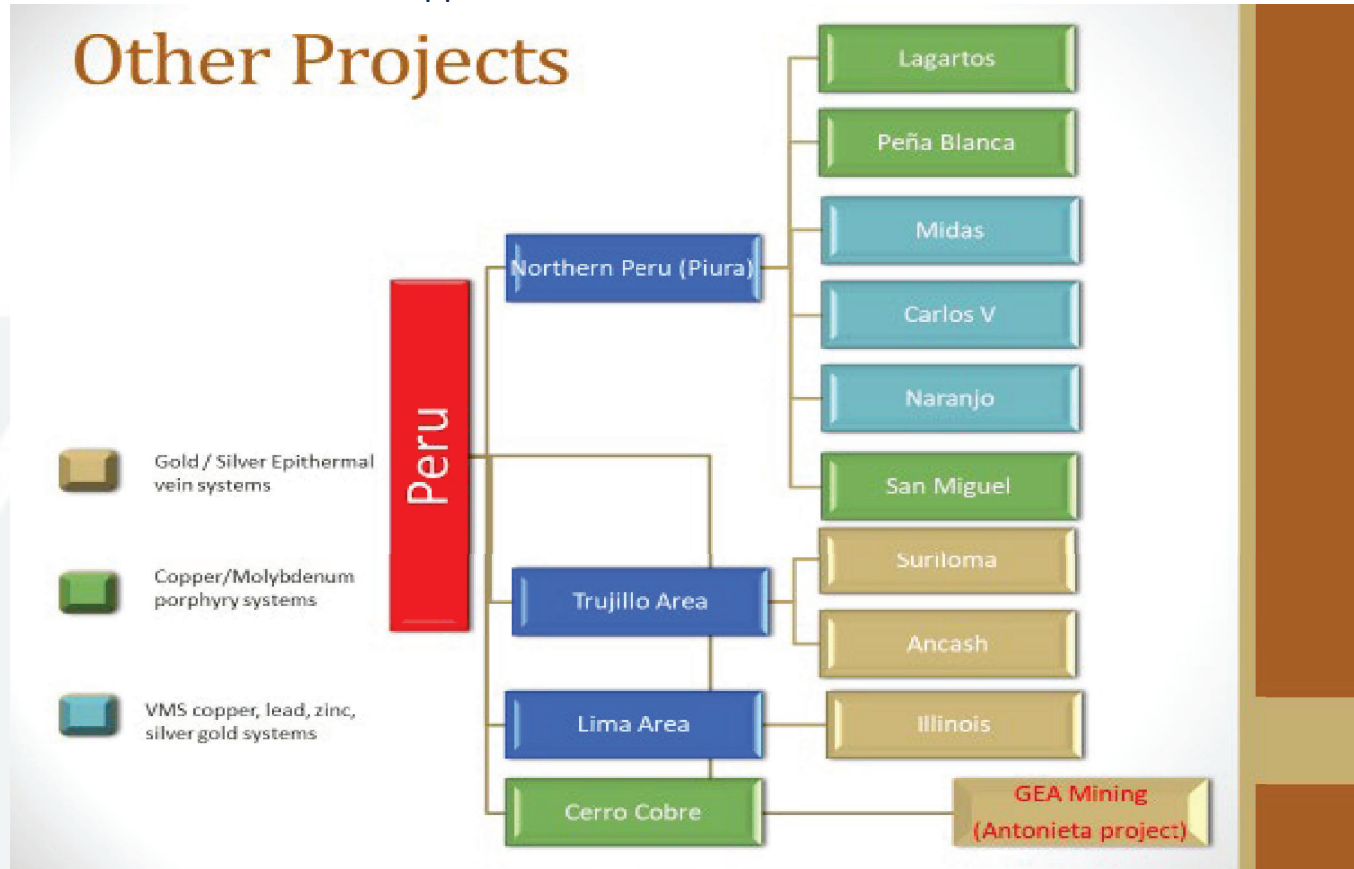 Other Projects
Lagartos
Peña Blanca
Midas
Northern Peru (Piura)
Carlos V
Naranjo
Peru
Gold / Silver Epithermal
vein systems
San Miguel
Suriloma
Copper/Molybdenum
porphyry systems
Trujillo Area
Ancash
VMS copper, lead, zinc,
silver gold systems
Lima Area
Illinois
Cerro Cobre
GEA Mining
(Antonieta project)